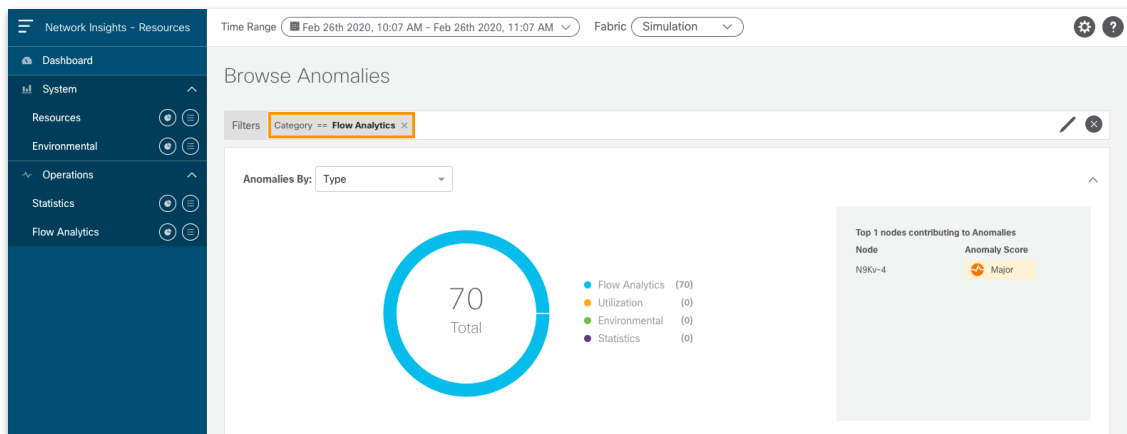 Network Insights - Resources
Time Range Feb 26th 2020, 10:07 AM - Feb 26th 2020, 11:07 AM Fabric Simulation ?
Dashboard
System
Resources
Environmental
Operations
Statistics
Flow Analytics
Browse Anomalies
Filters Category == Flow Analytics ×
Anomalies By: Type
70
Total
Flow Analytics (70)
Utilization (0)
Environmental (0)
Statistics (0)
Top 1 nodes contributing to Anomalies
Node Anomaly Score
N9Kv-4 Major